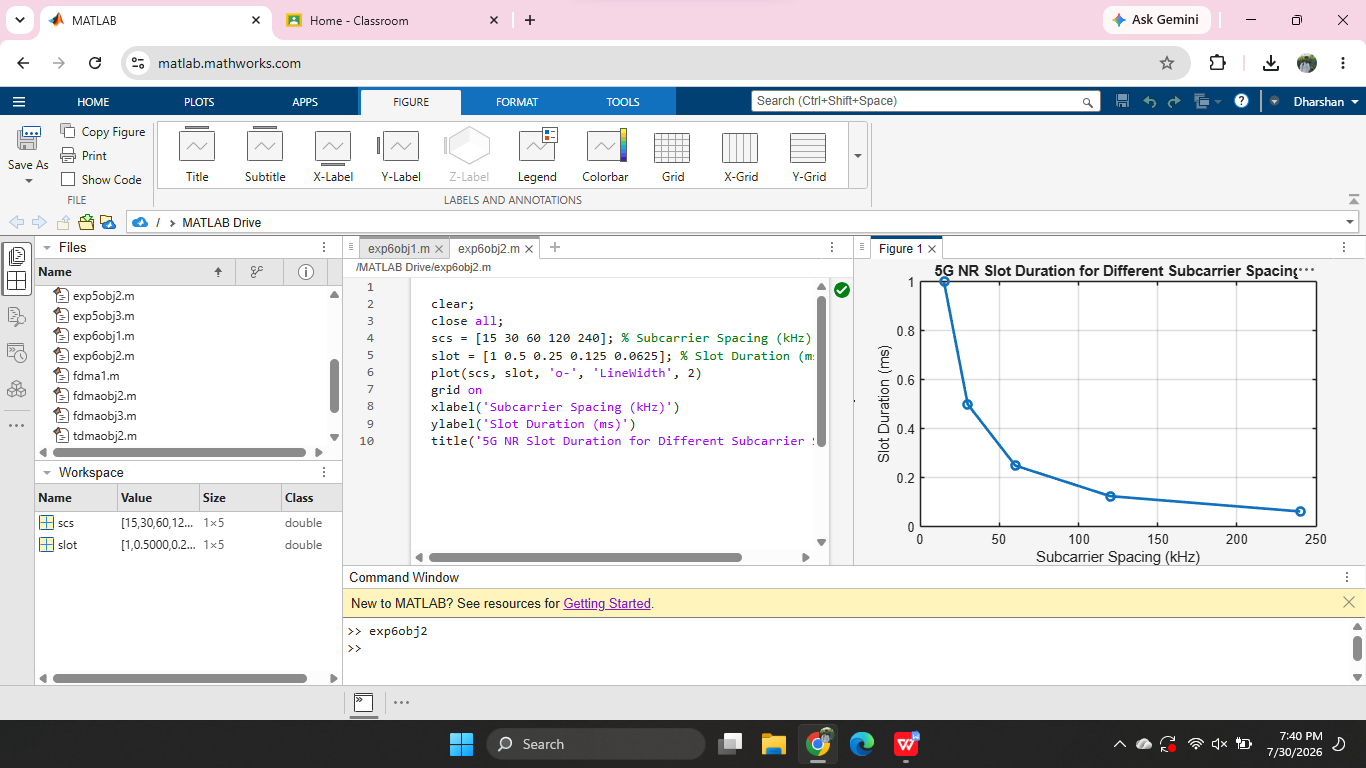 MATLAB
Home - Classroom
Ask Gemini
matlab.mathworks.com
HOME PLOTS APPS FIGURE FORMAT TOOLS
Search (Ctrl+Shift+Space)
Dharshan
Save As
Copy Figure
Print
Show Code
FILE
Title Subtitle X-Label Y-Label Z-Label Legend Colorbar Grid X-Grid Y-Grid
LABELS AND ANNOTATIONS
/ MATLAB Drive
Files
Name
exp5obj2.m
exp5obj3.m
exp6obj1.m
exp6obj2.m
fdma1.m
fdmaobj2.m
fdmaobj3.m
tdmaobj2.m
Workspace
Name Value Size Class
scs [15,30,60,12... 1×5 double
slot [1,0.5000,0.2... 1×5 double
exp6obj1.m exp6obj2.m
/MATLAB Drive/exp6obj2.m
1
2 clear;
3 close all;
4 scs = [15 30 60 120 240]; % Subcarrier Spacing (kHz)
5 slot = [1 0.5 0.25 0.125 0.0625]; % Slot Duration (ms
6 plot(scs, slot, 'o-', 'LineWidth', 2)
7 grid on
8 xlabel('Subcarrier Spacing (kHz)')
9 ylabel('Slot Duration (ms)')
10 title('5G NR Slot Duration for Different Subcarrier S
Figure 1
5G NR Slot Duration for Different Subcarrier Spacing
1
0.8
0.6
0.4
0.2
0
Slot Duration (ms)
0 50 100 150 200 250
Subcarrier Spacing (kHz)
Command Window
New to MATLAB? See resources for Getting Started.
>> exp6obj2
>>
Search
7:40 PM
7/30/2026